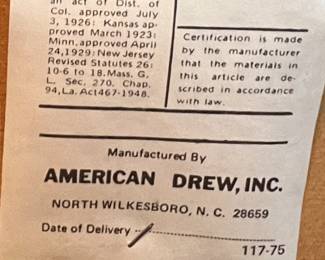 an act of Dist. of
Col. approved July
3, 1926: Kansas ap-
proved March 1923:
Minn. approved April
24, 1929: New Jersey
Revised Statutes 26:
10-6 to 18. Mass. G.
L. Sec. 270. Chap.
94, La. Act 467-1948.
Certification is made
by the manufacturer
that the materials in
this article are de-
scribed in accordance
with law.
Manufactured By
AMERICAN DREW, INC.
NORTH WILKESBORO, N. C. 28659
Date of Delivery
117-75